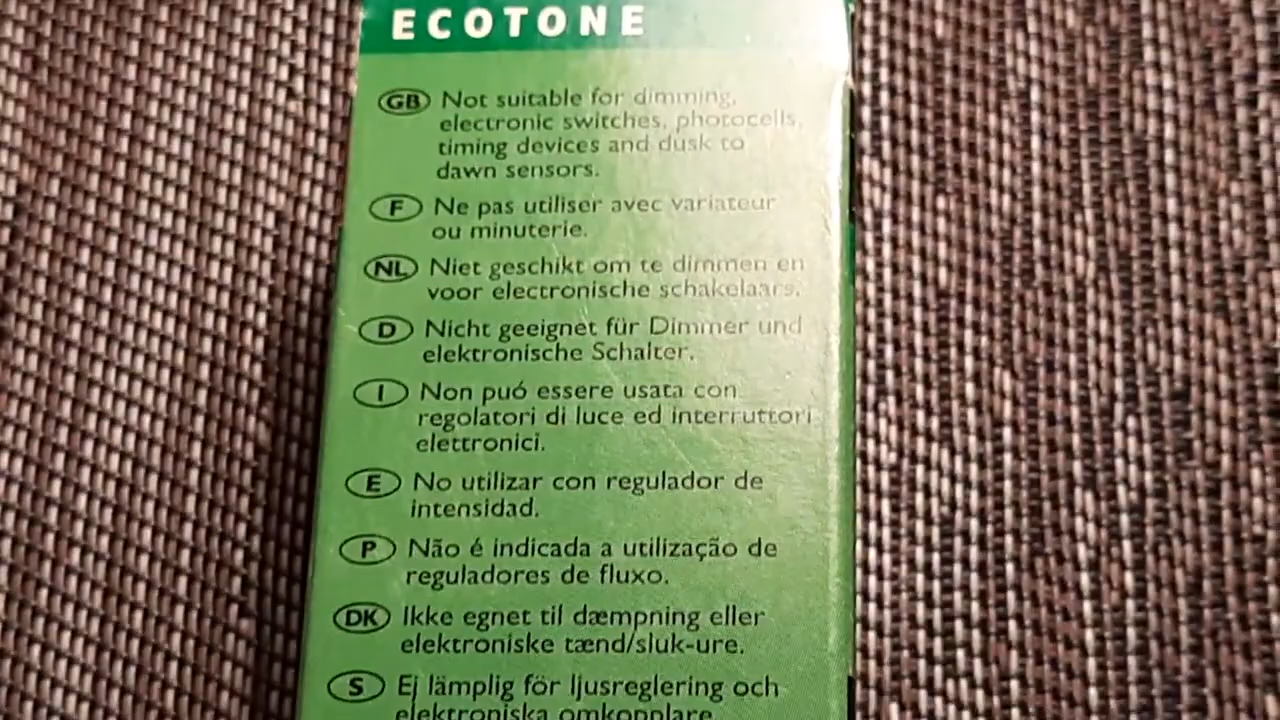 ECOTONE
GB Not suitable for dimming,
electronic switches, photocells,
timing devices and dusk to
dawn sensors.
F Ne pas utiliser avec variateur
ou minuterie.
NL Niet geschikt om te dimmen en
voor electronische schakelaars.
D Nicht geeignet für Dimmer und
elektronische Schalter.
I Non puó essere usata con
regolatori di luce ed interruttori
elettronici.
E No utilizar con regulador de
intensidad.
P Não é indicada a utilização de
reguladores de fluxo.
DK Ikke egnet til dæmpning eller
elektroniske tænd/sluk-ure.
S Ej lämplig för ljusreglering och
elektroniska omkopplare.